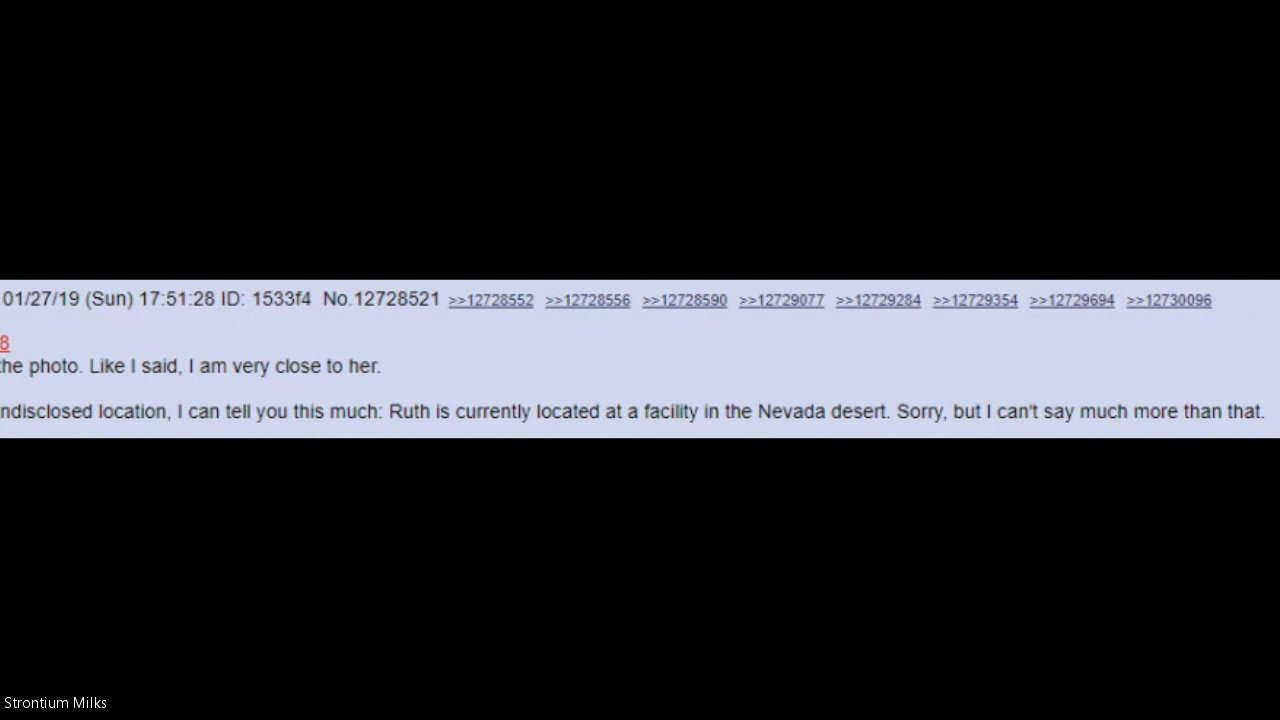 01/27/19 (Sun) 17:51:28 ID: 1533f4 No.12728521 >>12728552 >>12728556 >>12728590 >>12729077 >>12729284 >>12729354 >>12729694 >>12730096
8
the photo. Like I said, I am very close to her.
ndisclosed location, I can tell you this much: Ruth is currently located at a facility in the Nevada desert. Sorry, but I can't say much more than that.
Strontium Milks